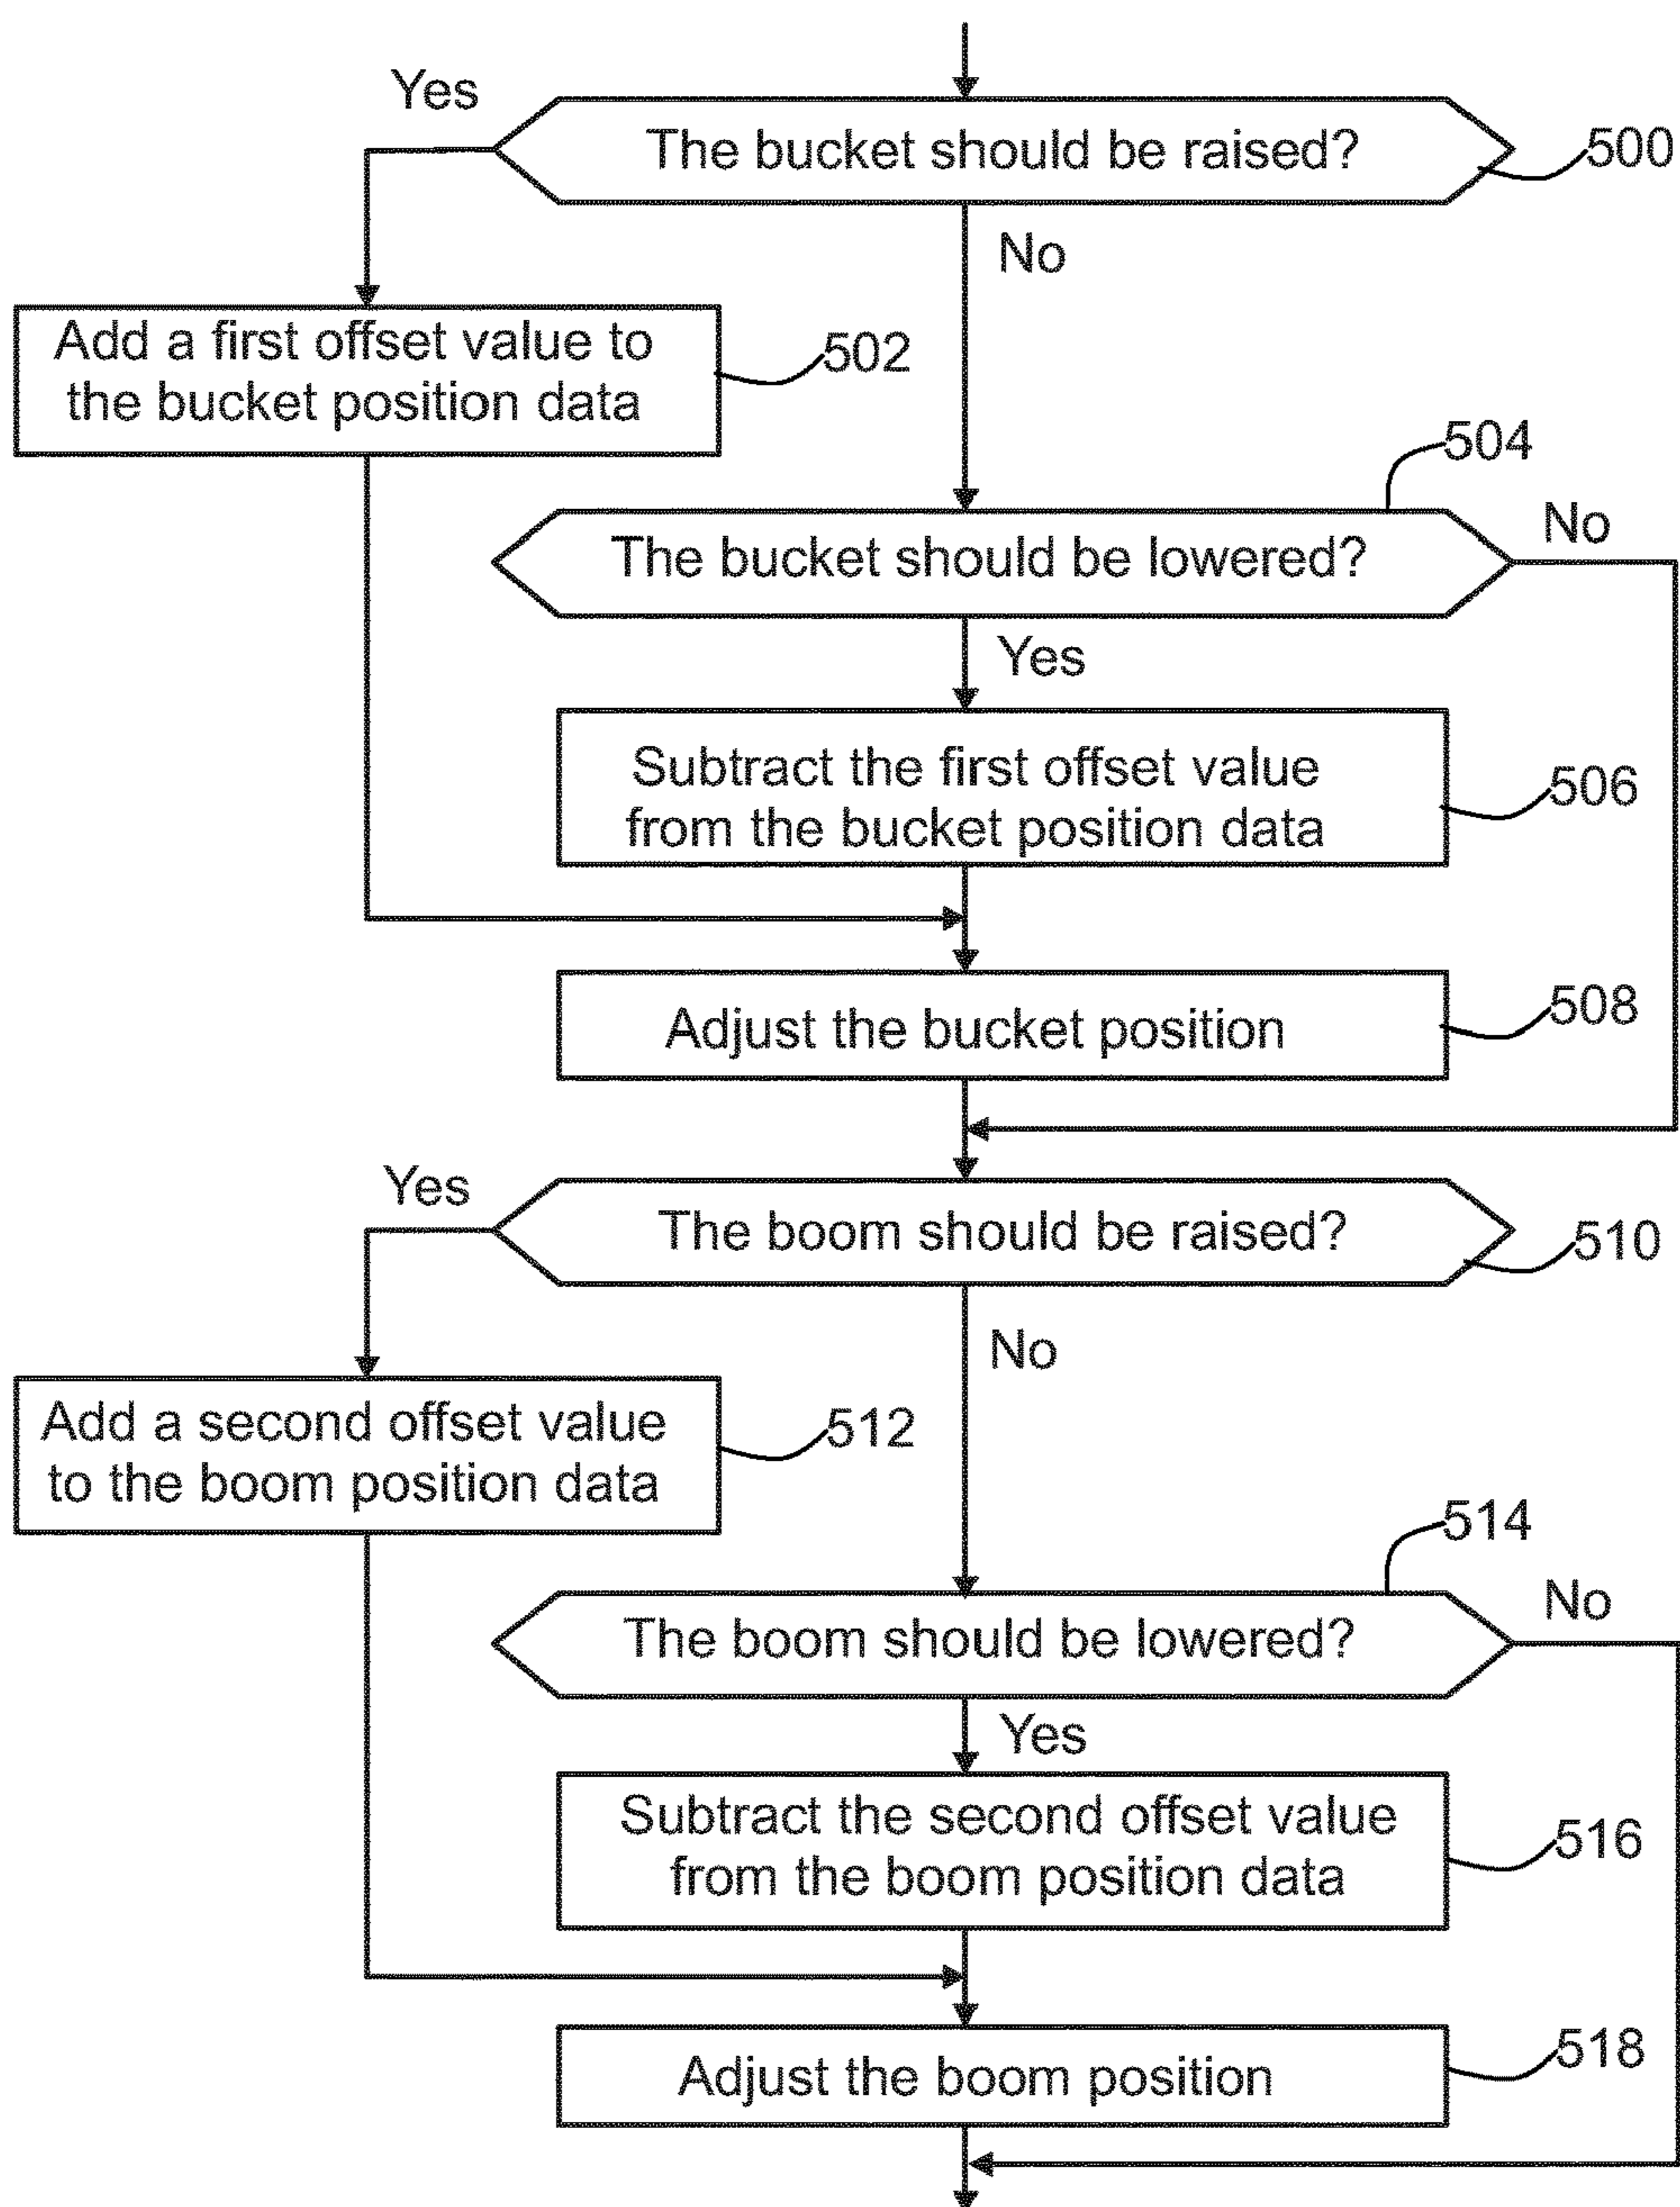 Yes
The bucket should be raised?
500
No
Add a first offset value to
the bucket position data
502
504
The bucket should be lowered?
No
Yes
Subtract the first offset value
from the bucket position data
506
Adjust the bucket position
508
Yes
The boom should be raised?
510
No
Add a second offset value
to the boom position data
512
514
The boom should be lowered?
No
Yes
Subtract the second offset value
from the boom position data
516
Adjust the boom position
518